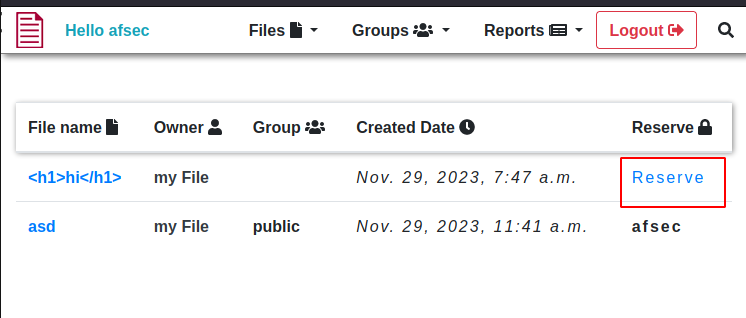 Hello afsec Files Groups Reports Logout
File name Owner Group Created Date Reserve
<h1>hi</h1> my File Nov. 29, 2023, 7:47 a.m. Reserve
asd my File public Nov. 29, 2023, 11:41 a.m. afsec